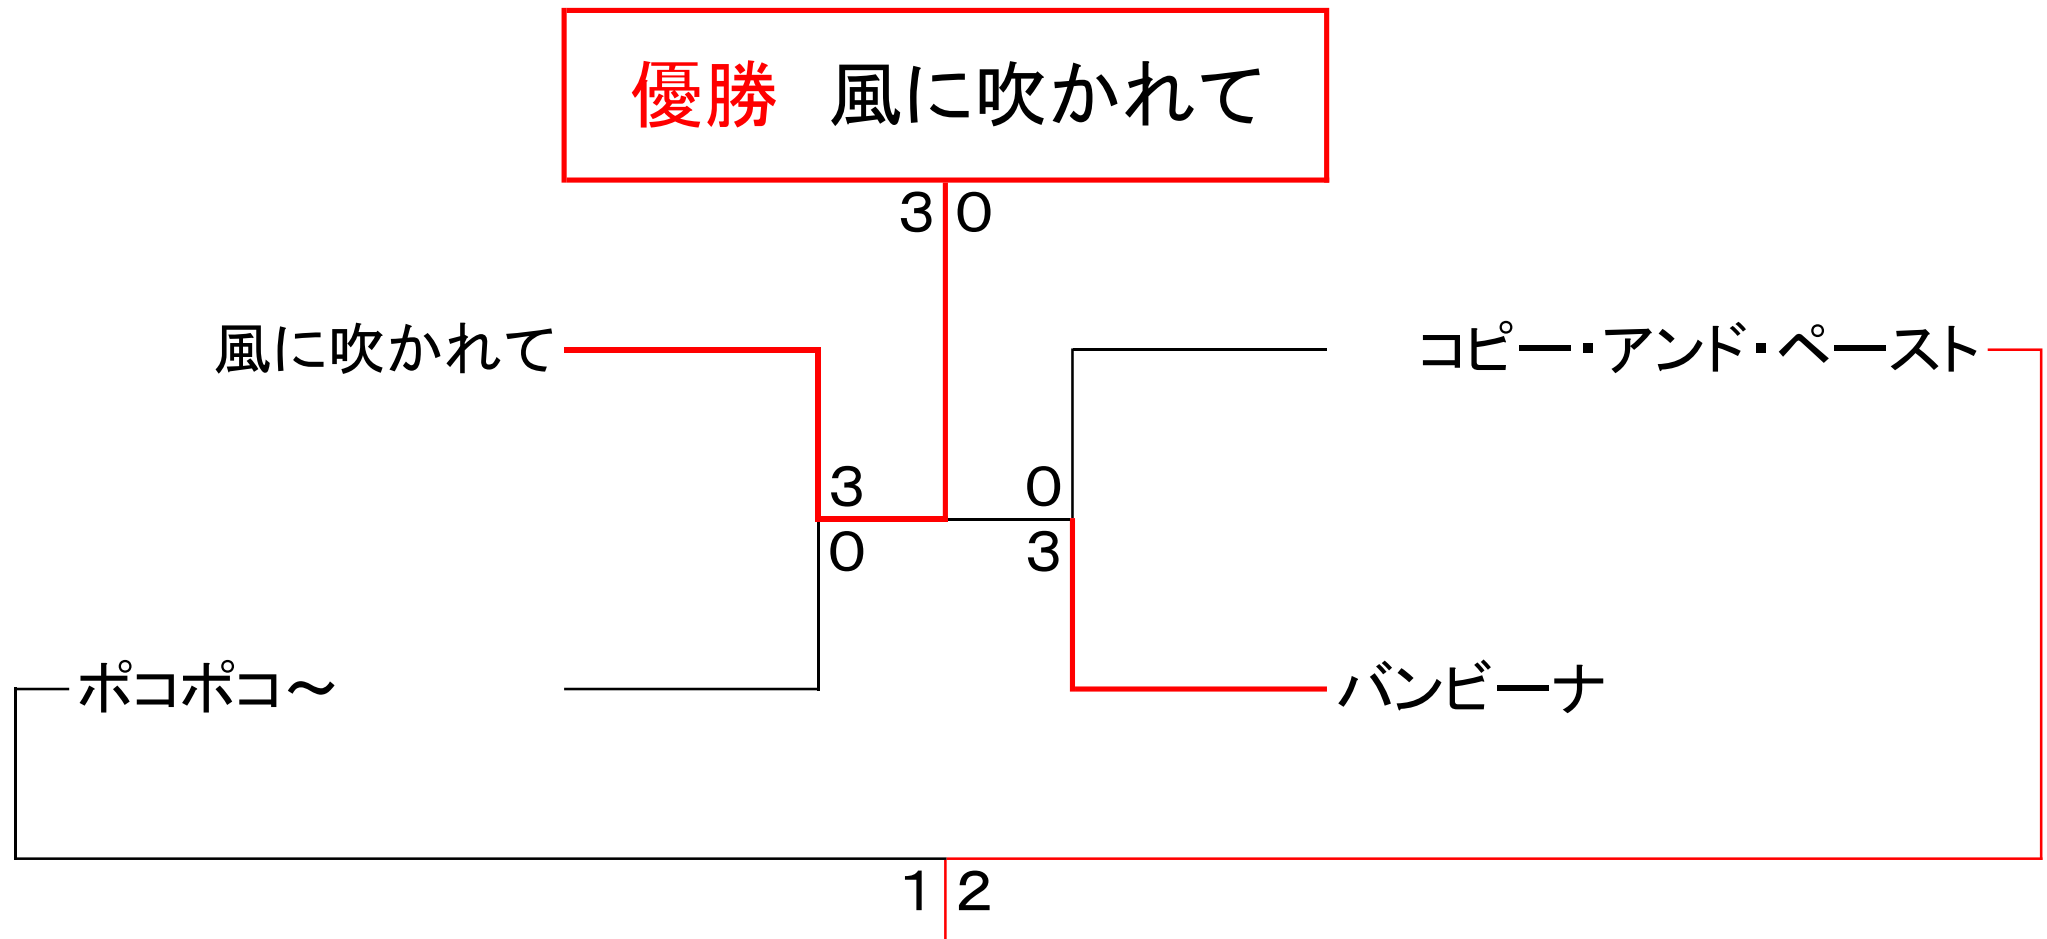 優勝 風に吹かれて
3 0
風に吹かれて コピー・アンド・ペースト
3 0
0 3
ポコポコ～ バンビーナ
1 2